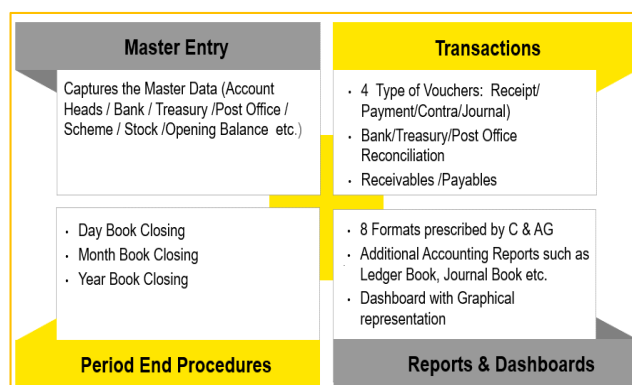 Master Entry
Captures the Master Data (Account
Heads / Bank / Treasury /Post Office /
Scheme / Stock /Opening Balance etc.)
Transactions
• 4 Type of Vouchers: Receipt/
Payment/Contra/Journal)
• Bank/Treasury/Post Office
Reconciliation
• Receivables /Payables
• Day Book Closing
• Month Book Closing
• Year Book Closing
Period End Procedures
• 8 Formats prescribed by C & AG
• Additional Accounting Reports such as
Ledger Book, Journal Book etc.
• Dashboard with Graphical
representation
Reports & Dashboards